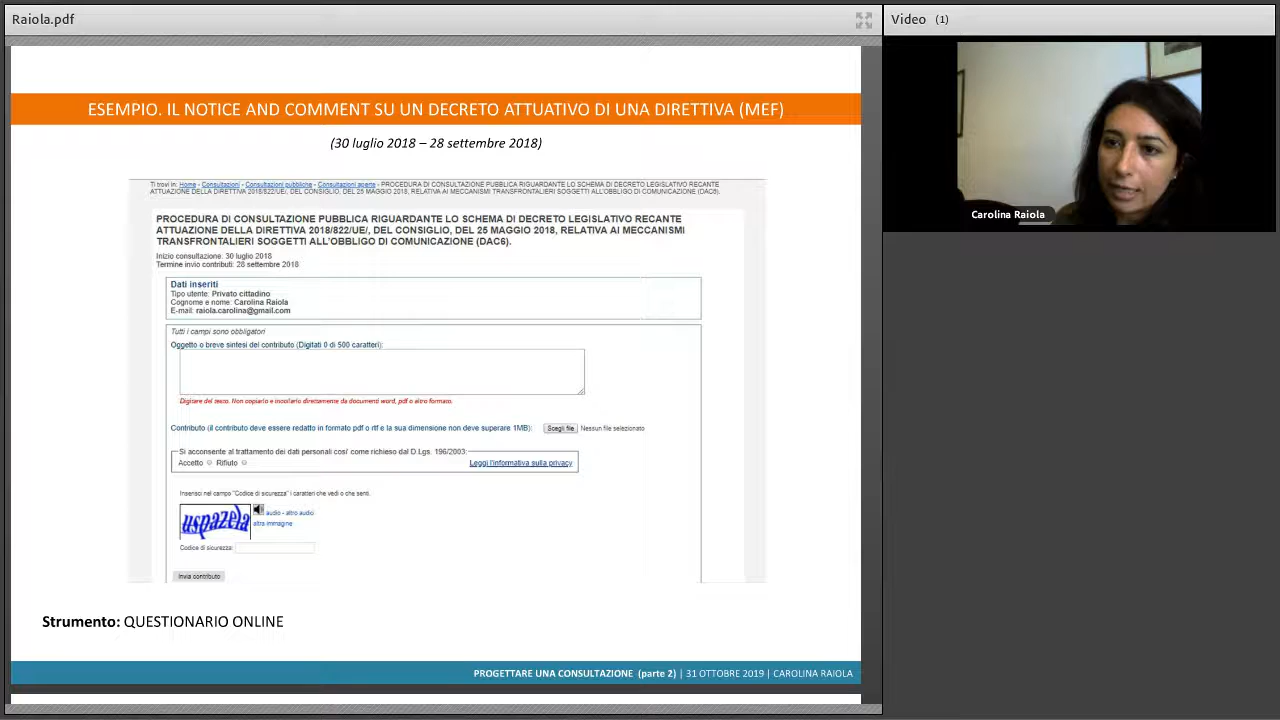 Raiola.pdf
Video (1)
ESEMPIO. IL NOTICE AND COMMENT SU UN DECRETO ATTUATIVO DI UNA DIRETTIVA (MEF)
(30 luglio 2018 – 28 settembre 2018)
Ti trovi in: Home - Consultazioni - Consultazioni pubbliche - Consultazioni aperte - PROCEDURA DI CONSULTAZIONE PUBBLICA RIGUARDANTE LO SCHEMA DI DECRETO LEGISLATIVO RECANTE
ATTUAZIONE DELLA DIRETTIVA 2018/822/UE/, DEL CONSIGLIO, DEL 25 MAGGIO 2018, RELATIVA AI MECCANISMI TRANSFRONTALIERI SOGGETTI ALL'OBBLIGO DI COMUNICAZIONE (DAC6).
PROCEDURA DI CONSULTAZIONE PUBBLICA RIGUARDANTE LO SCHEMA DI DECRETO LEGISLATIVO RECANTE
ATTUAZIONE DELLA DIRETTIVA 2018/822/UE/, DEL CONSIGLIO, DEL 25 MAGGIO 2018, RELATIVA AI MECCANISMI
TRANSFRONTALIERI SOGGETTI ALL'OBBLIGO DI COMUNICAZIONE (DAC6).
Inizio consultazione: 30 luglio 2018
Termine invio contributi: 28 settembre 2018
Dati inseriti
Tipo utente: Privato cittadino
Cognome e nome: Carolina Raiola
E-mail: raiola.carolina@gmail.com
Tutti i campi sono obbligatori
Oggetto o breve sintesi del contributo (Digitati 0 di 500 caratteri):
Digitare del testo. Non copiarlo e incollarlo direttamente da documenti word, pdf o altro formato.
Contributo (il contributo deve essere redatto in formato pdf o rtf e la sua dimensione non deve superare 1MB): Scegli file Nessun file selezionato
Si acconsente al trattamento dei dati personali cos/ come richieso dal D.Lgs. 196/2003:
Accetto Rifiuto Leggi l'informativa sulla privacy
Inserisci nel campo "Codice di sicurezza" i caratteri che vedi o che senti.
uspazela
audio - altro audio
altra immagine
Codice di sicurezza:
Invia contributo
Strumento: QUESTIONARIO ONLINE
PROGETTARE UNA CONSULTAZIONE (parte 2) | 31 OTTOBRE 2019 | CAROLINA RAIOLA
Carolina Raiola